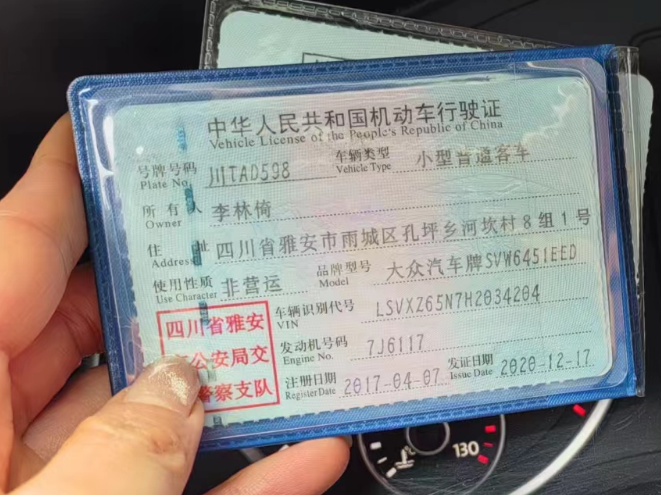 中华人民共和国机动车行驶证
Vehicle License of the People's Republic of China
号牌号码 Plate No. 川TAD598 车辆类型 Vehicle Type 小型普通客车
所有人 Owner 李林倚
住址 Address 四川省雅安市雨城区孔坪乡河坎村8组1号
使用性质 Use Character 非营运 品牌型号 Model 大众汽车牌SVW6451EED
四川省雅安
公安局交
警察支队
车辆识别代号 VIN LSVXZ65N7H2034204
发动机号码 Engine No. 7J6117
注册日期 Register Date 2017-04-07 发证日期 Issue Date 2020-12-17
130